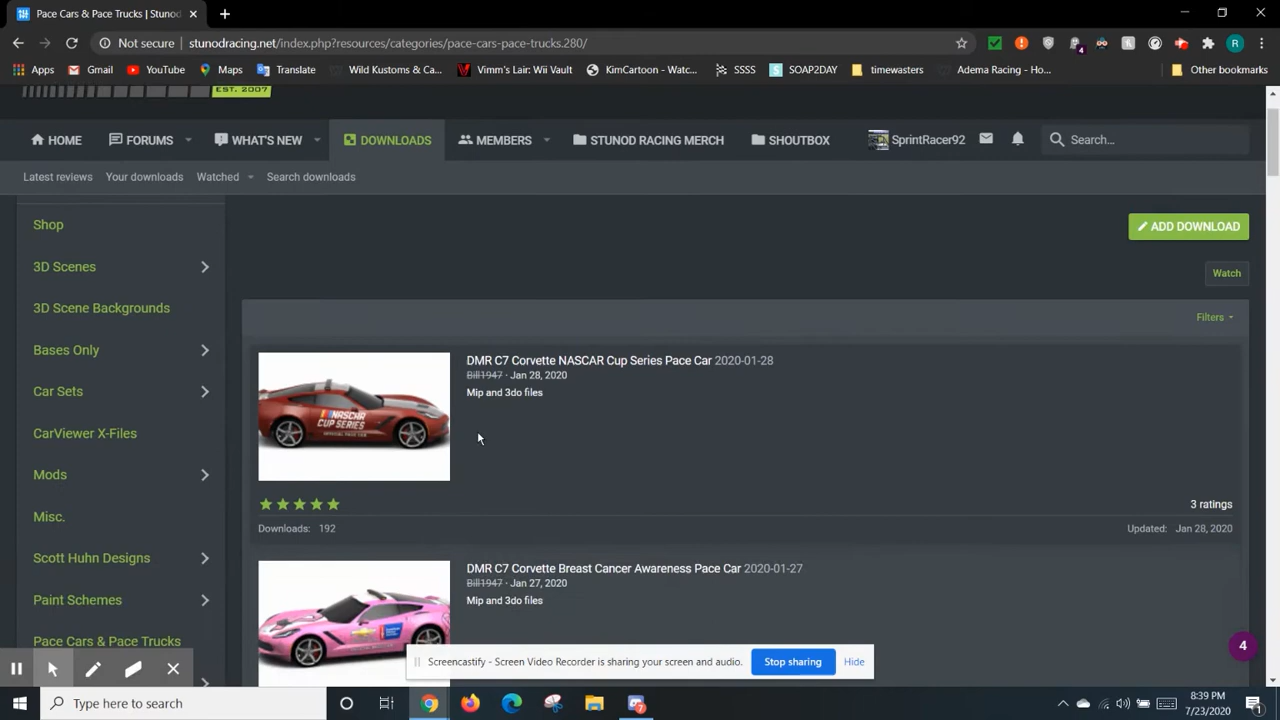 Pace Cars & Pace Trucks | Stunod
Not secure
stunodracing.net/index.php?resources/categories/pace-cars-pace-trucks.280/
4
R
Apps
Gmail
YouTube
Maps
Translate
Wild Kustoms & Ca...
Vimm's Lair: Wii Vault
KimCartoon - Watc...
SSSS
SOAP2DAY
timewasters
Adema Racing - Ho...
Other bookmarks
EST. 2007
HOME
FORUMS
WHAT'S NEW
DOWNLOADS
MEMBERS
STUNOD RACING MERCH
SHOUTBOX
SprintRacer92
Search...
Latest reviews
Your downloads
Watched
Search downloads
Shop
3D Scenes
3D Scene Backgrounds
Bases Only
Car Sets
CarViewer X-Files
Mods
Misc.
Scott Huhn Designs
Paint Schemes
Pace Cars & Pace Trucks
ADD DOWNLOAD
Watch
Filters
DMR C7 Corvette NASCAR Cup Series Pace Car 2020-01-28
Bill1947 · Jan 28, 2020
Mip and 3do files
NASCAR
CUP SERIES
OFFICIAL PACE CAR
3 ratings
Downloads: 192
Updated: Jan 28, 2020
DMR C7 Corvette Breast Cancer Awareness Pace Car 2020-01-27
Bill1947 · Jan 27, 2020
Mip and 3do files
Screencastify - Screen Video Recorder is sharing your screen and audio.
Stop sharing
Hide
4
Type here to search
8:39 PM
7/23/2020
1